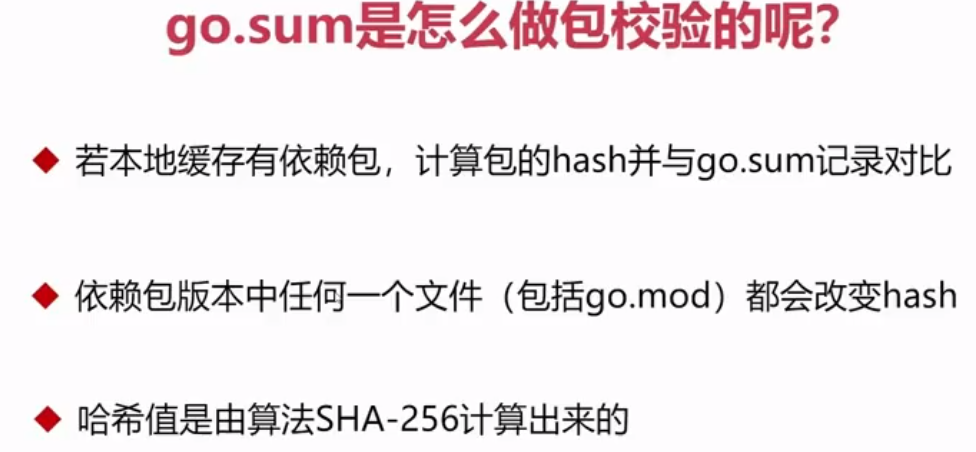 go.sum是怎么做包校验的呢?
若本地缓存有依赖包，计算包的hash并与go.sum记录对比
依赖包版本中任何一个文件（包括go.mod）都会改变hash
哈希值是由算法SHA-256计算出来的